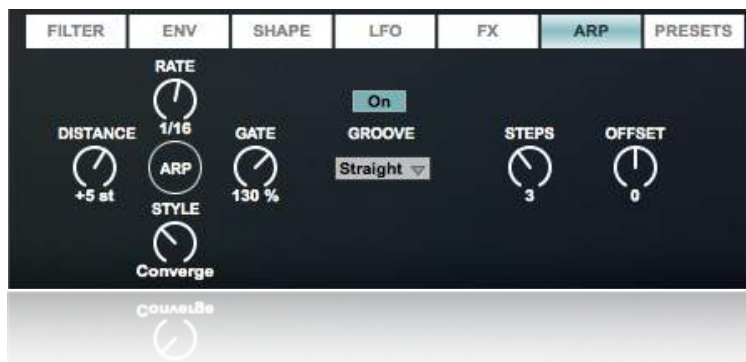 FILTER ENV SHAPE LFO FX ARP PRESETS
RATE
1/16
On
DISTANCE
+5 st
ARP
GATE
130 %
GROOVE
Straight
STEPS
3
OFFSET
0
STYLE
Converge
Converge